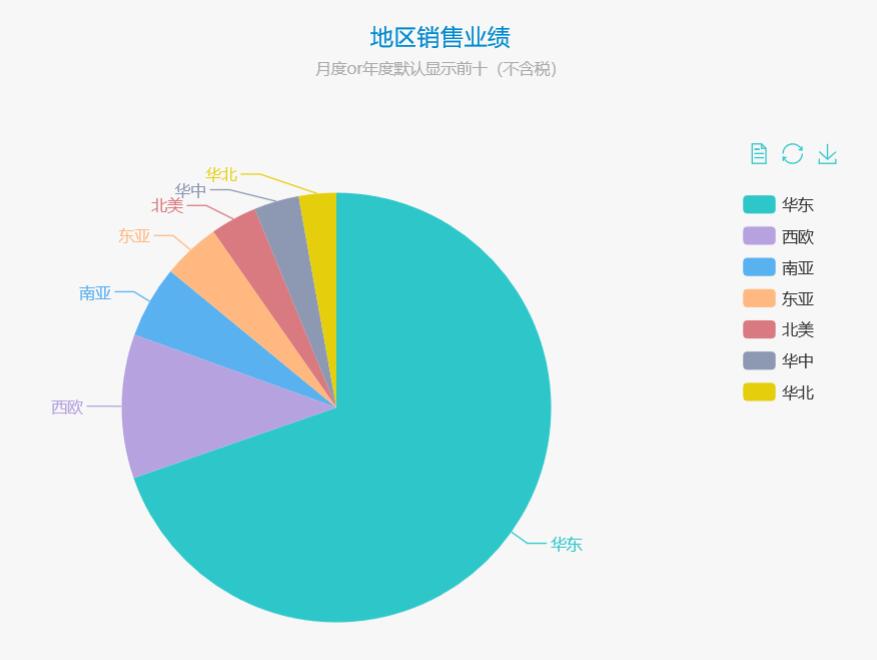 地区销售业绩
月度or年度默认显示前十（不含税）
华北
华中
北美
东亚
南亚
西欧
华东
华东
西欧
南亚
东亚
北美
华中
华北